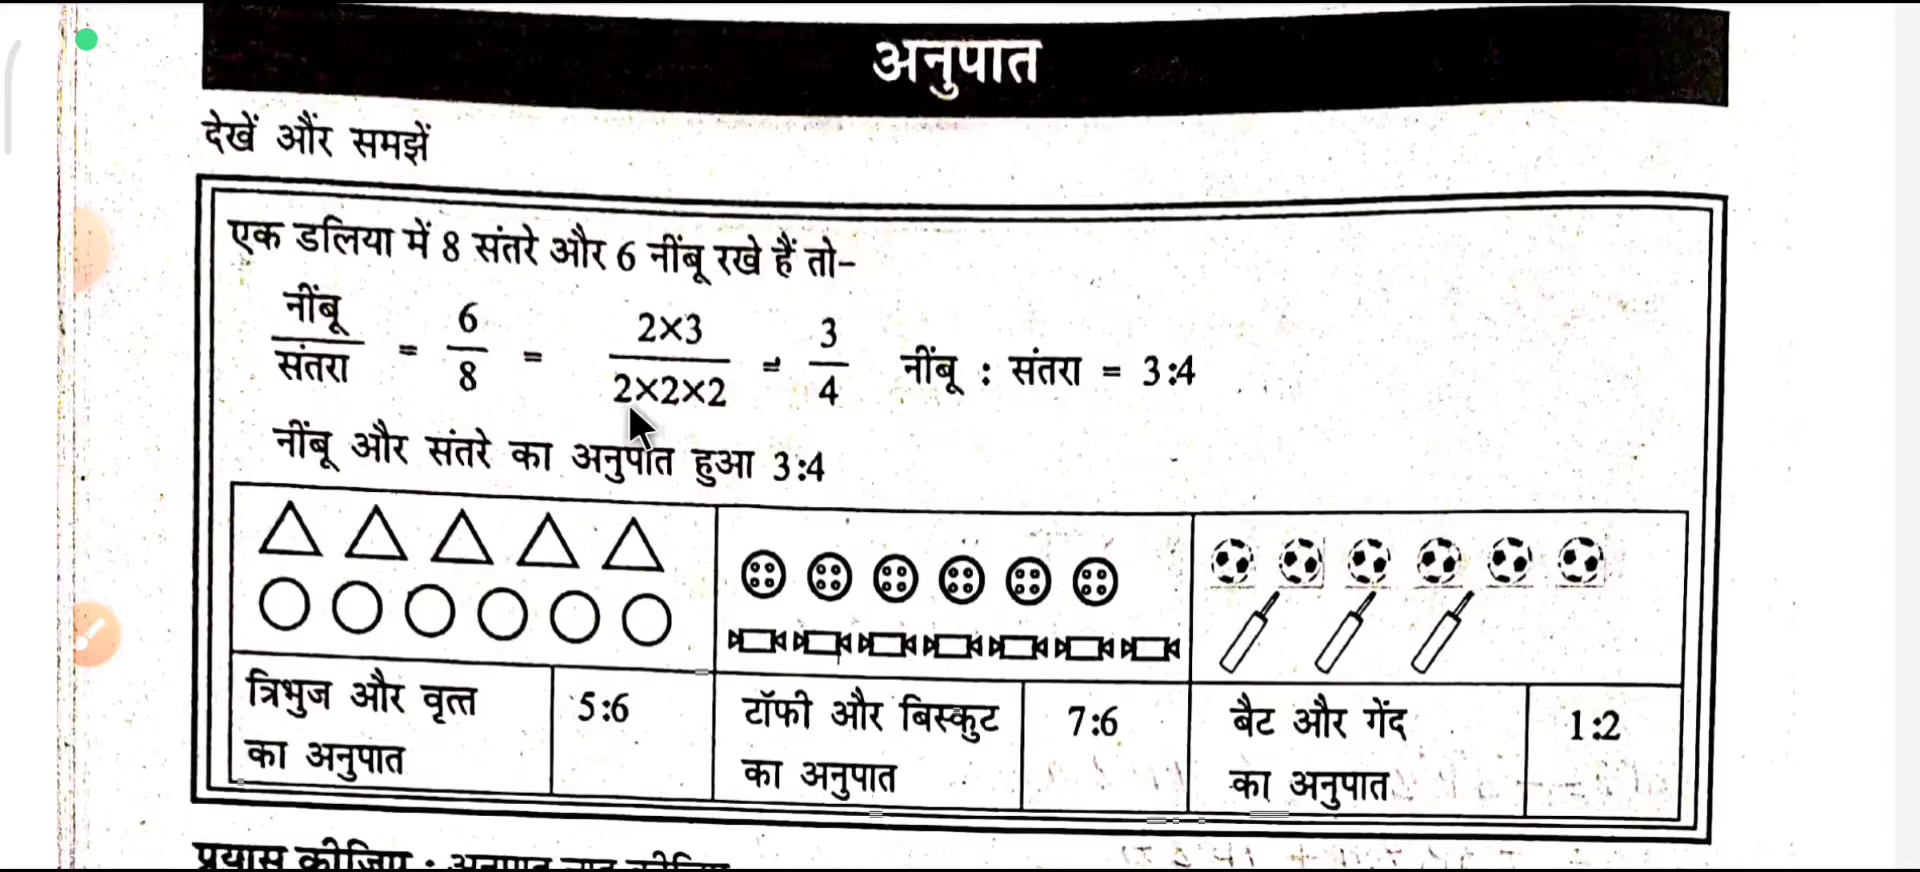 अनुपात
देखें और समझें
एक डलिया में 8 संतरे और 6 नींबू रखे हैं तो-
नींबू/संतरा = 6/8 = 2×3/2×2×2 = 3/4 नींबू : संतरा = 3:4
नींबू और संतरे का अनुपात हुआ 3:4
त्रिभुज और वृत्त का अनुपात 5:6
टॉफी और बिस्कुट का अनुपात 7:6
बैट और गेंद का अनुपात 1:2
प्रयास कीजिए : अनुपात ज्ञात कीजिए